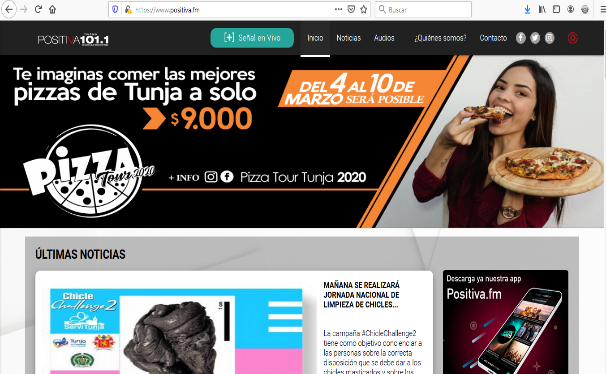 https://www.positiva.fm
Buscar
POSITIVA 101.1
Señal en Vivo
Inicio
Noticias
Audios
¿Quiénes somos?
Contacto
Te imaginas comer las mejores
pizzas de Tunja a solo
$9.000
DEL 4 AL 10 DE
MARZO SERÁ POSIBLE
PIZZA
Tour 2020
+ INFO
Pizza Tour Tunja 2020
ÚLTIMAS NOTICIAS
Chicle
Challenge2
ServiTunja
Tunja
MAÑANA SE REALIZARÁ
JORNADA NACIONAL DE
LIMPIEZA DE CHICLES...
La campaña #ChicleChallenge2
tiene como objetivo concienciar a
las personas sobre la correcta
disposición que se debe dar a los
chicles masticados y sobre los
Descarga ya nuestra app
Positiva.fm